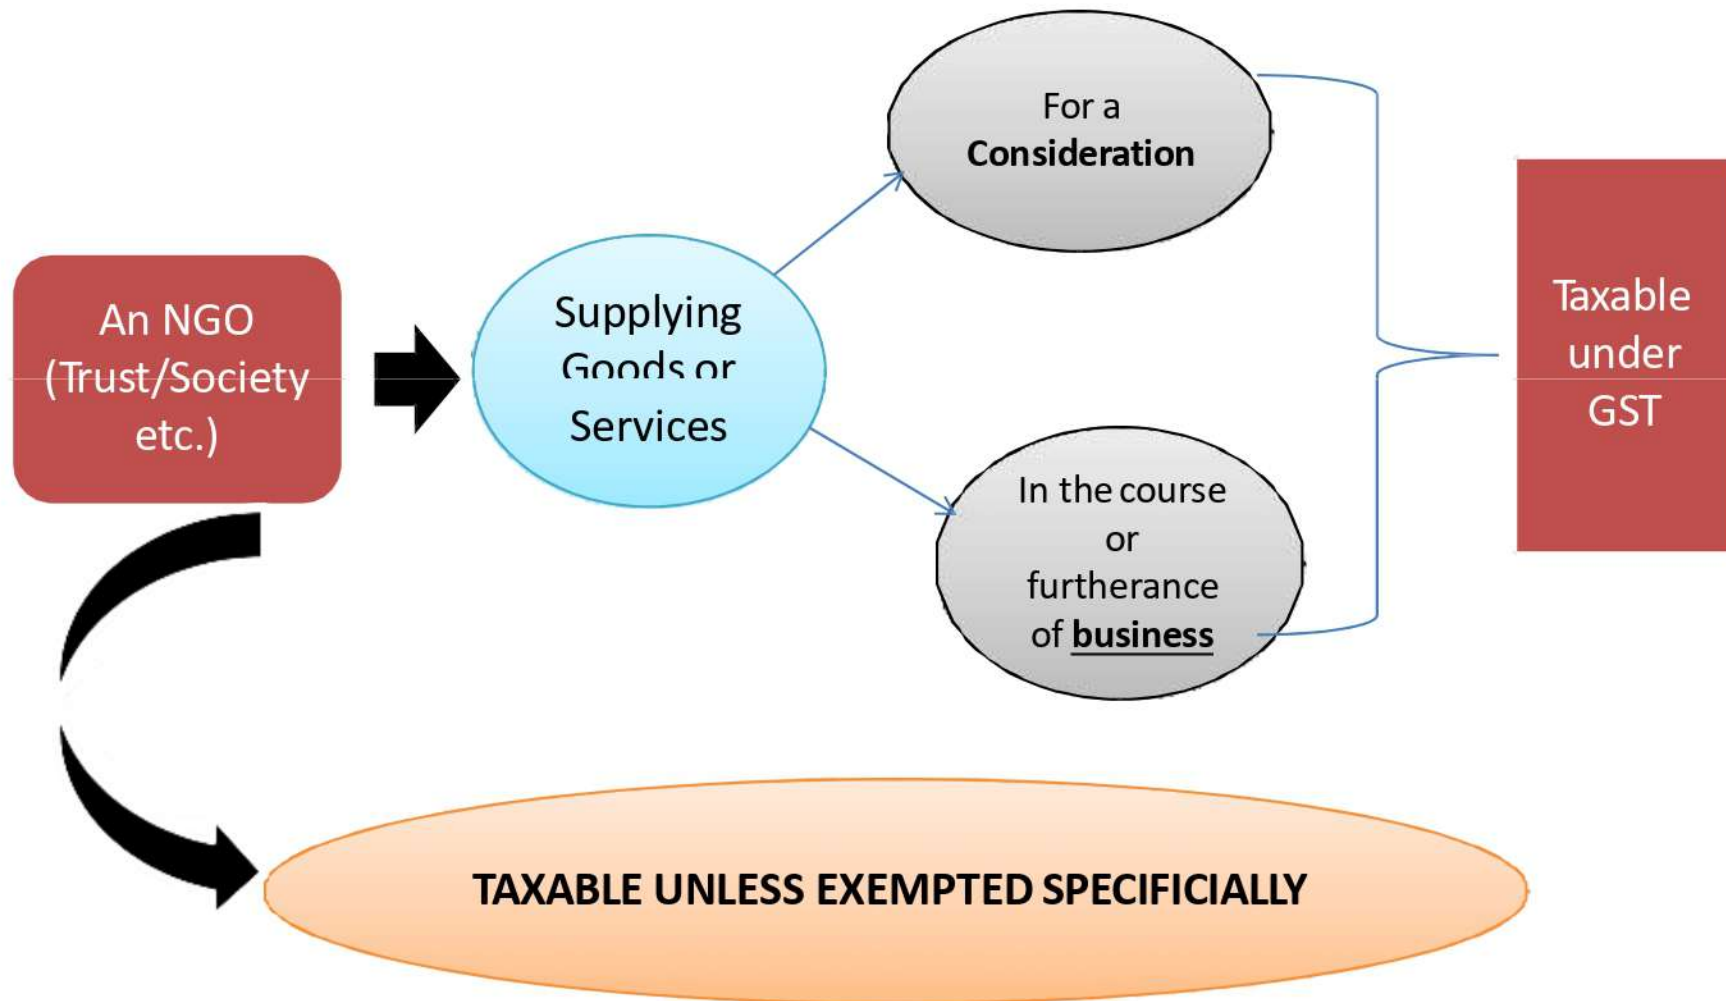 An NGO
(Trust/Society
etc.)
Supplying
Goods or
Services
For a
Consideration
In the course
or
furtherance
of business
Taxable
under
GST
TAXABLE UNLESS EXEMPTED SPECIFICIALLY